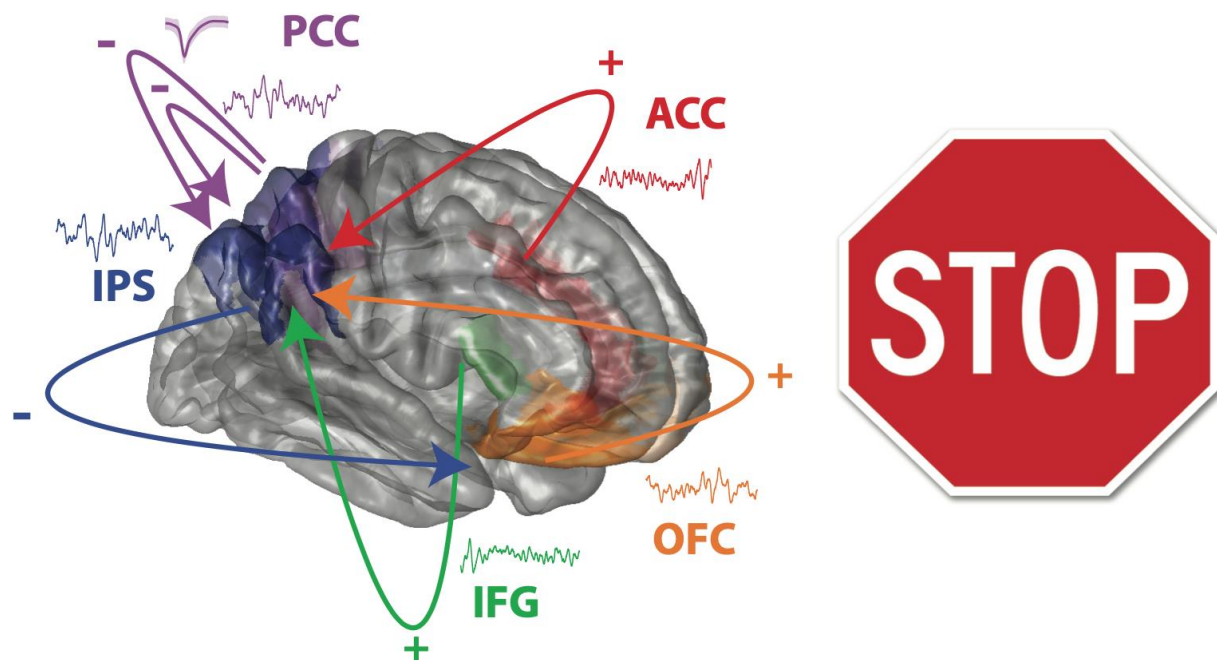 -
PCC
-
+
ACC
IPS
STOP
-
+
OFC
IFG
+